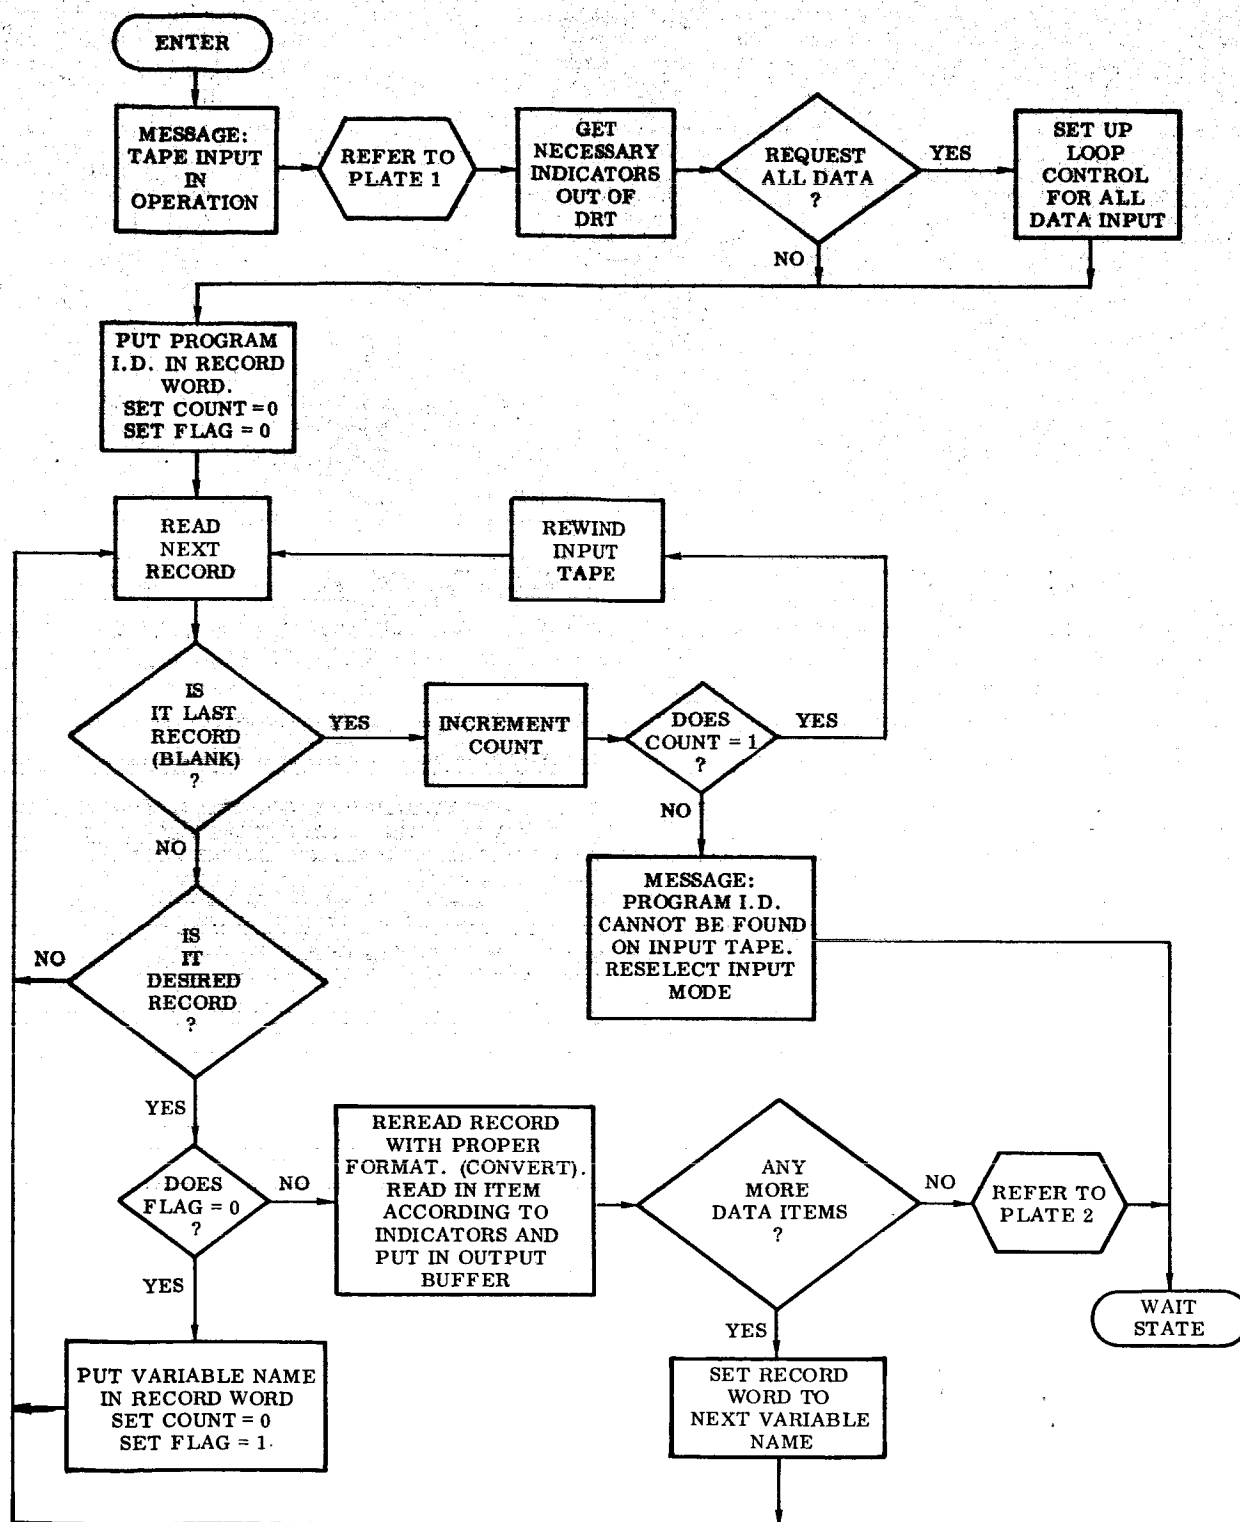 ENTER
MESSAGE:
TAPE INPUT
IN
OPERATION
REFER TO
PLATE 1
GET
NECESSARY
INDICATORS
OUT OF
DRT
REQUEST
ALL DATA
?
YES
SET UP
LOOP
CONTROL
FOR ALL
DATA INPUT
NO
PUT PROGRAM
I.D. IN RECORD
WORD.
SET COUNT = 0
SET FLAG = 0
READ
NEXT
RECORD
REWIND
INPUT
TAPE
IS
IT LAST
RECORD
(BLANK)
?
YES
INCREMENT
COUNT
DOES
COUNT = 1
?
YES
NO
NO
MESSAGE:
PROGRAM I.D.
CANNOT BE FOUND
ON INPUT TAPE.
RESELECT INPUT
MODE
IS
IT
DESIRED
RECORD
?
NO
YES
DOES
FLAG = 0
?
NO
REREAD RECORD
WITH PROPER
FORMAT. (CONVERT).
READ IN ITEM
ACCORDING TO
INDICATORS AND
PUT IN OUTPUT
BUFFER
ANY
MORE
DATA ITEMS
?
NO
REFER TO
PLATE 2
WAIT
STATE
YES
PUT VARIABLE NAME
IN RECORD WORD
SET COUNT = 0
SET FLAG = 1.
YES
SET RECORD
WORD TO
NEXT VARIABLE
NAME